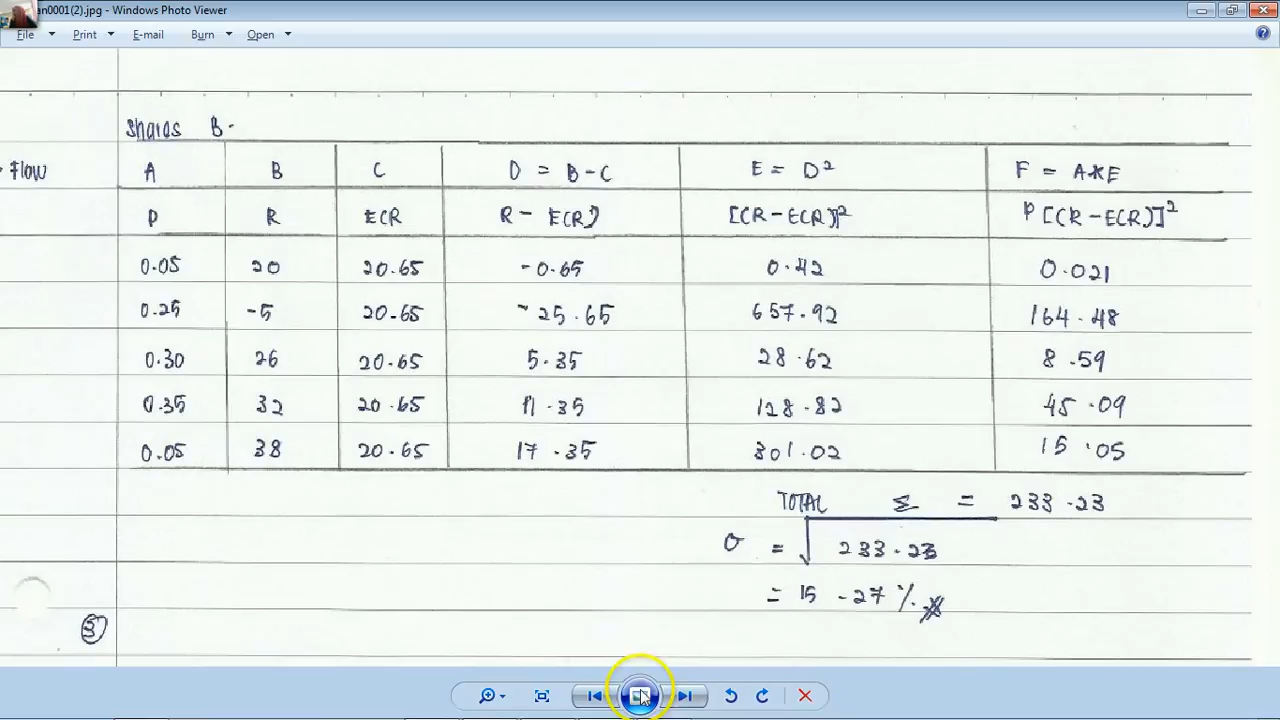 an0001(2).jpg - Windows Photo Viewer
File Print E-mail Burn Open
Shares B.
Flow A B C D = B-C E = D² F = A*E
P R E(R) R - E(R) [(R-E(R)]² P [(R-E(R)]²
0.05 20 20.65 -0.65 0.42 0.021
0.25 -5 20.65 -25.65 657.92 164.48
0.30 26 20.65 5.35 28.62 8.59
0.35 32 20.65 11.35 128.82 45.09
0.05 38 20.65 17.35 301.02 15.05
TOTAL Σ = 233.23
σ = √233.23
= 15.27%
3